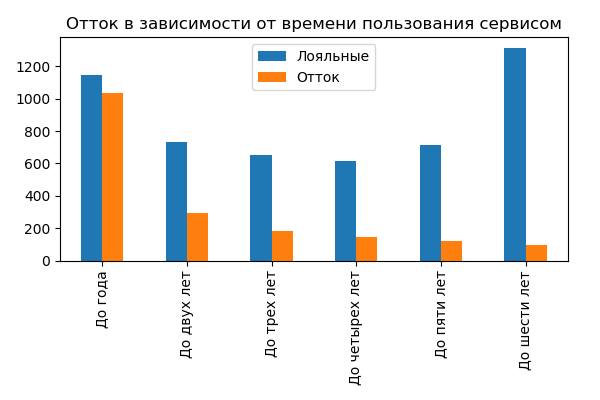 Отток в зависимости от времени пользования сервисом
Лояльные
Отток
1200
1000
800
600
400
200
0
До года
До двух лет
До трех лет
До четырех лет
До пяти лет
До шести лет